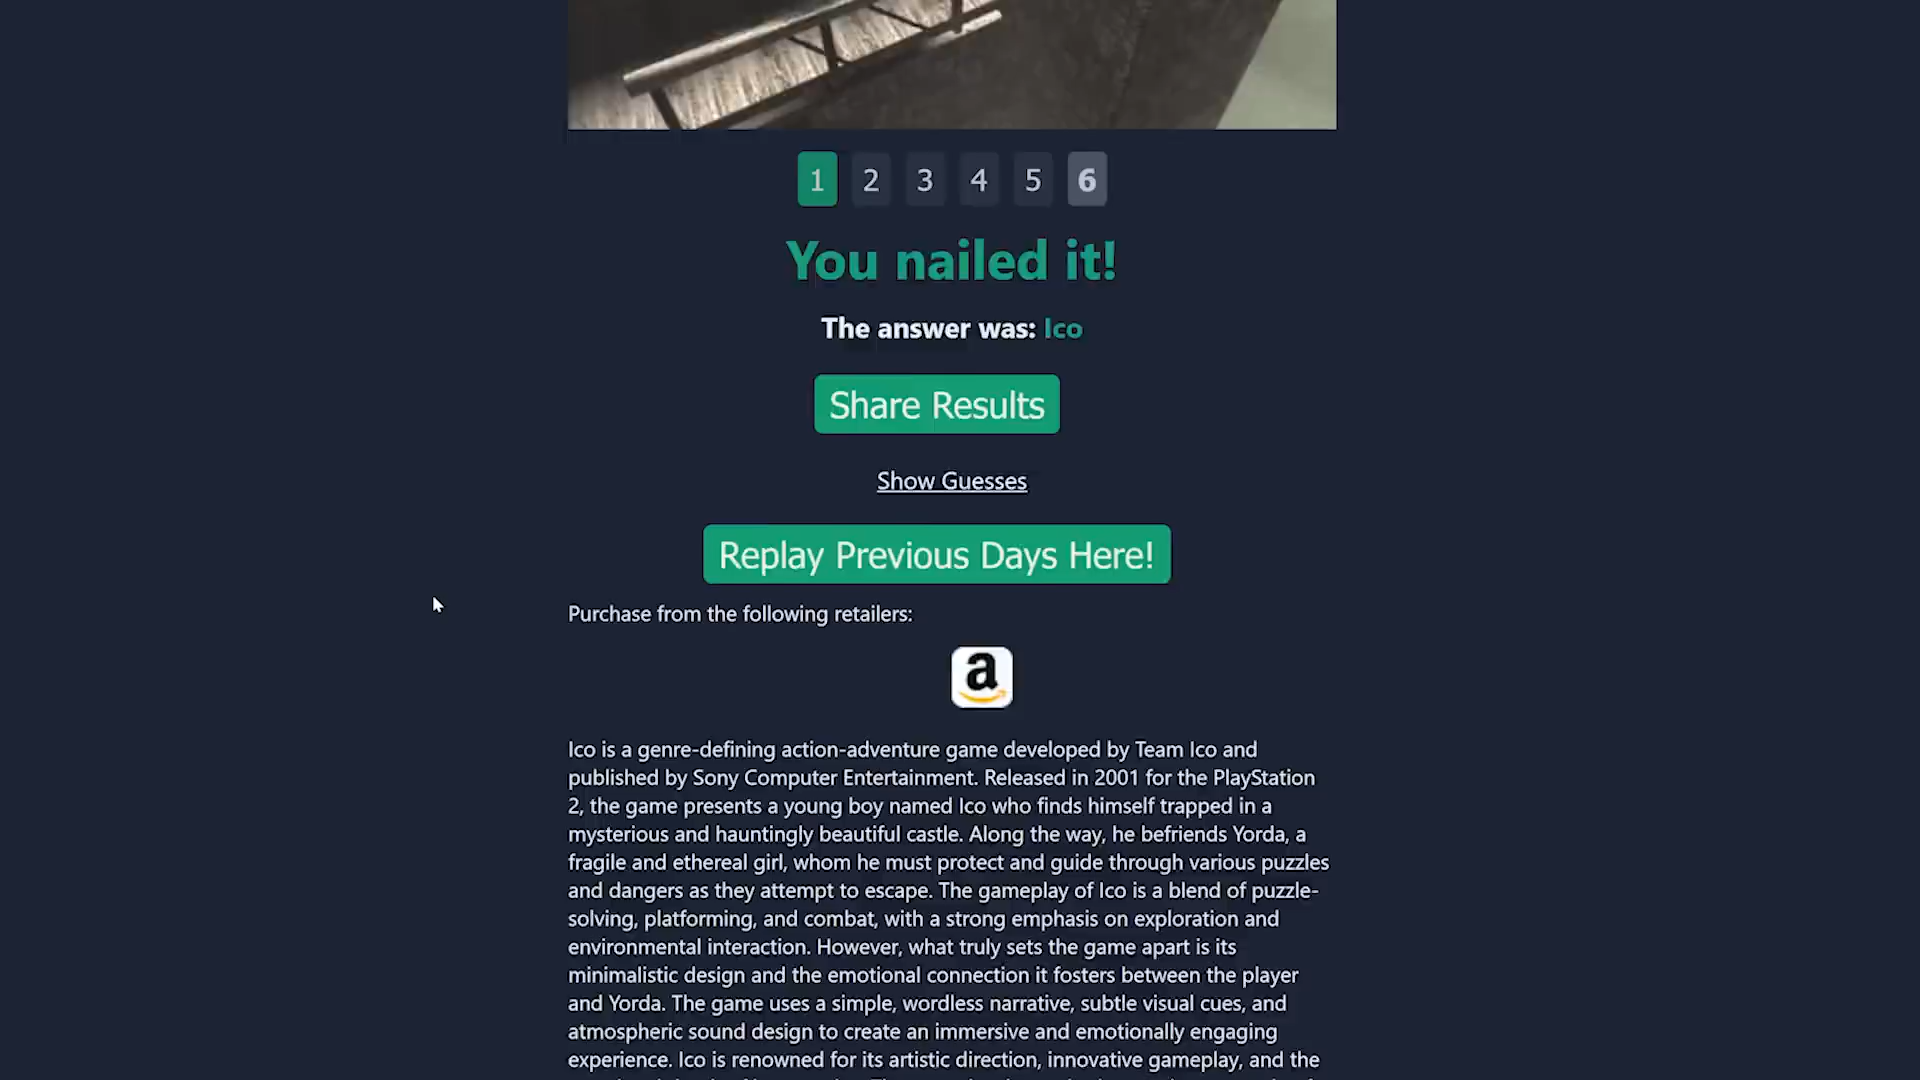 1 2 3 4 5 6
You nailed it!
The answer was: Ico
Share Results
Show Guesses
Replay Previous Days Here!
Purchase from the following retailers:
a
Ico is a genre-defining action-adventure game developed by Team Ico and
published by Sony Computer Entertainment. Released in 2001 for the PlayStation
2, the game presents a young boy named Ico who finds himself trapped in a
mysterious and hauntingly beautiful castle. Along the way, he befriends Yorda, a
fragile and ethereal girl, whom he must protect and guide through various puzzles
and dangers as they attempt to escape. The gameplay of Ico is a blend of puzzle-
solving, platforming, and combat, with a strong emphasis on exploration and
environmental interaction. However, what truly sets the game apart is its
minimalistic design and the emotional connection it fosters between the player
and Yorda. The game uses a simple, wordless narrative, subtle visual cues, and
atmospheric sound design to create an immersive and emotionally engaging
experience. Ico is renowned for its artistic direction, innovative gameplay, and the